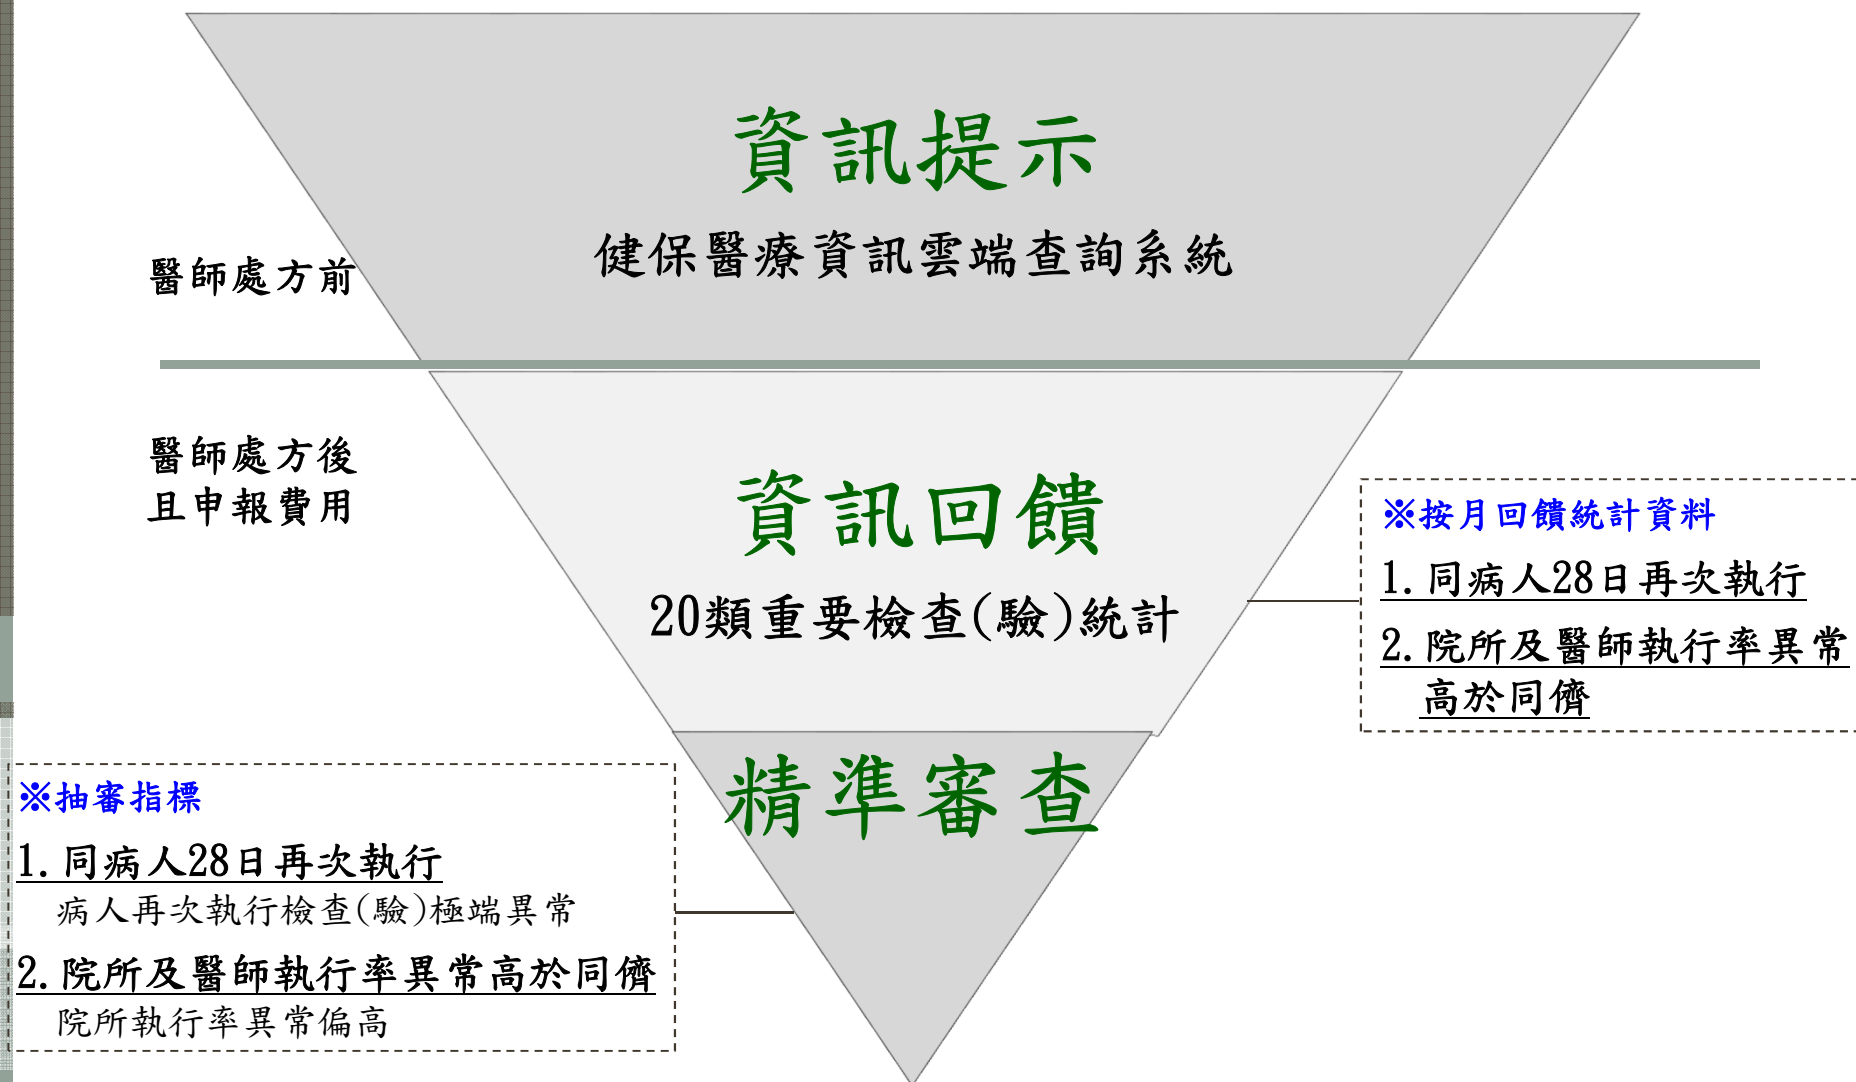 資訊提示
健保醫療資訊雲端查詢系統
醫師處方前
醫師處方後
且申報費用
資訊回饋
20類重要檢查(驗)統計
※按月回饋統計資料
1.同病人28日再次執行
2.院所及醫師執行率異常
高於同儕
精準審查
※抽審指標
1.同病人28日再次執行
病人再次執行檢查(驗)極端異常
2.院所及醫師執行率異常高於同儕
院所執行率異常偏高